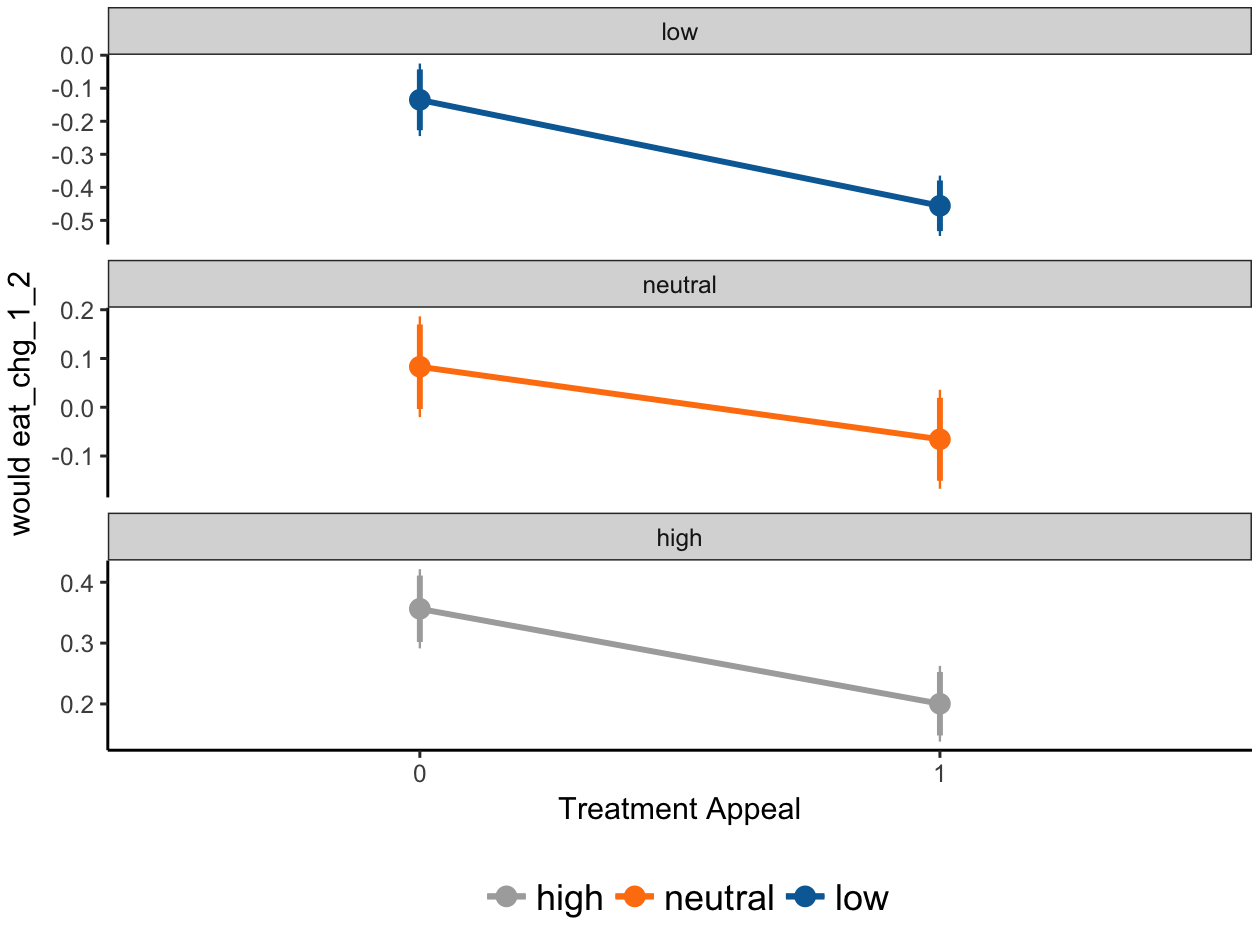 low
0.0
-0.1
-0.2
-0.3
-0.4
-0.5
would eat_chg_1_2
neutral
0.2
0.1
0.0
-0.1
high
0.4
0.3
0.2
0 1
Treatment Appeal
high neutral low